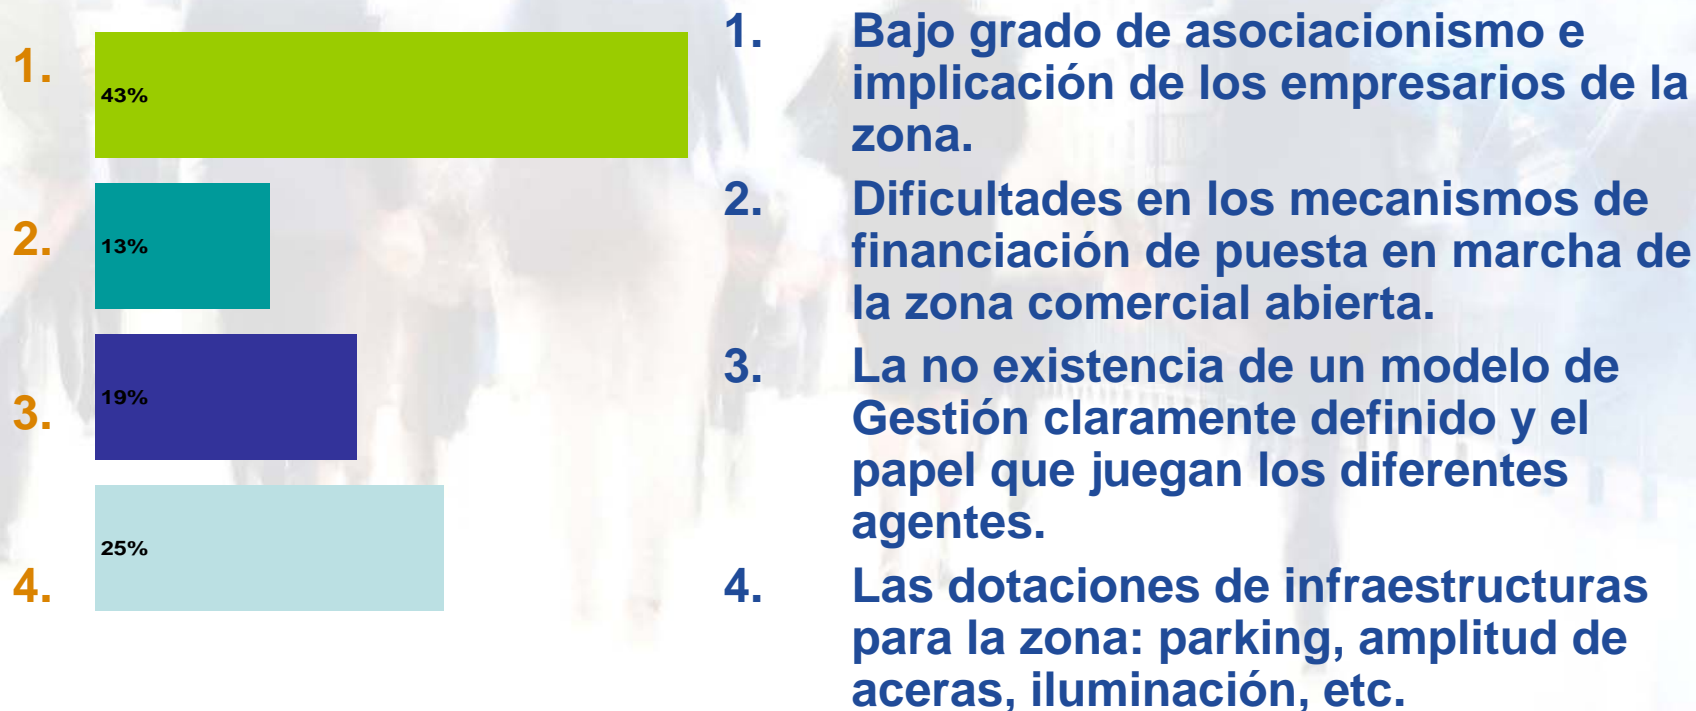 1.
43%
2.
13%
3.
19%
4.
25%
1. Bajo grado de asociacionismo e
implicación de los empresarios de la
zona.
2. Dificultades en los mecanismos de
financiación de puesta en marcha de
la zona comercial abierta.
3. La no existencia de un modelo de
Gestión claramente definido y el
papel que juegan los diferentes
agentes.
4. Las dotaciones de infraestructuras
para la zona: parking, amplitud de
aceras, iluminación, etc.